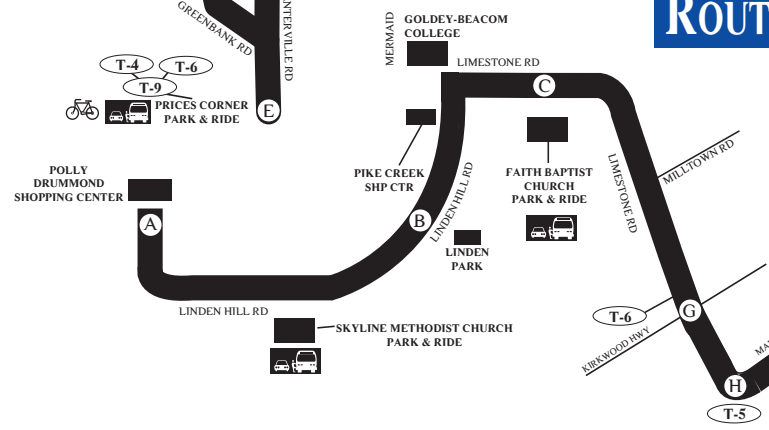 ROUT
GREENBANK RD
MERMAID
GOLDEY-BEACOM
COLLEGE
LIMESTONE RD
T-4
T-6
T-9
PRICES CORNER
PARK & RIDE
E
C
PIKE CREEK
SHP CTR
FAITH BAPTIST
CHURCH
PARK & RIDE
LIMESTONE RD
MILLTOWN RD
POLLY
DRUMMOND
SHOPPING CENTER
A
B
LINDEN HILL RD
LINDEN
PARK
LINDEN HILL RD
SKYLINE METHODIST CHURCH
PARK & RIDE
T-6
G
KIRKWOOD HWY
H
T-5